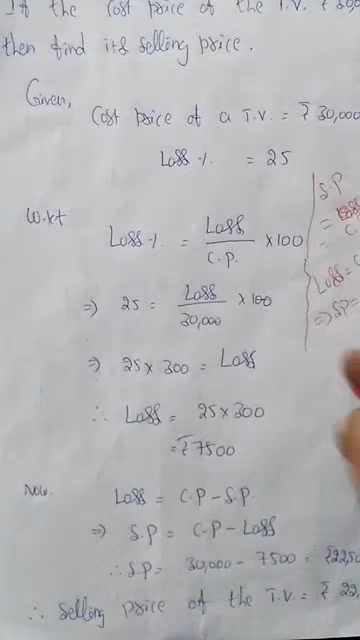 If the Cost price of the T.V. ₹
then find its selling price.
Given,
Cost price of a T.V. = ₹ 30,000
Loss % = 25
W.k.t
Loss % = Loss / C.P. × 100
⇒ 25 = Loss / 30,000 × 100
⇒ 25 × 300 = Loss
∴ Loss = 25 × 300
= ₹7500
Now.
Loss = C.P - S.P.
⇒ S.P = C.P - Loss
∴ S.P = 30,000 - 7500 =
∴ Selling price of the T.V. = ₹
S.P
=
Loss =
⇒ SP =